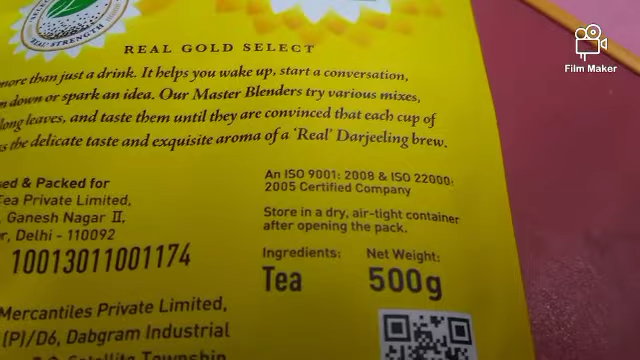 REAL STRENGTH
REAL GOLD SELECT
more than just a drink. It helps you wake up, start a conversation,
down or spark an idea. Our Master Blenders try various mixes,
long leaves, and taste them until they are convinced that each cup of
the delicate taste and exquisite aroma of a 'Real' Darjeeling brew.
& Packed for
Tea Private Limited,
Ganesh Nagar II,
Delhi - 110092
10013011001174
Mercantiles Private Limited,
(P)/D6, Dabgram Industrial
Satellite Township
An ISO 9001: 2008 & ISO 22000:
2005 Certified Company
Store in a dry, air-tight container
after opening the pack.
Ingredients: Net Weight:
Tea 500g
Film Maker